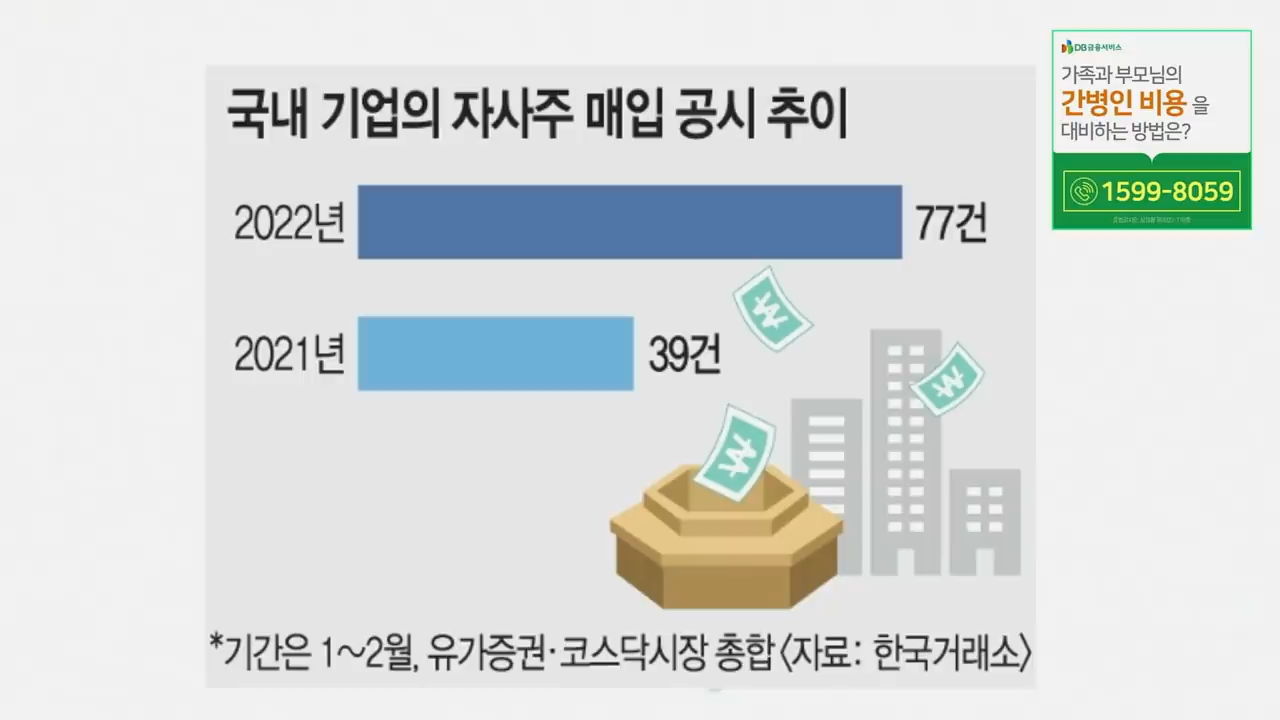 국내 기업의 자사주 매입 공시 추이
2022년
77건
2021년
39건
₩
₩
₩
*기간은 1~2월, 유가증권·코스닥시장 총합〈자료: 한국거래소〉
DB금융서비스
가족과 부모님의
간병인 비용을
대비하는 방법은?
1599-8059